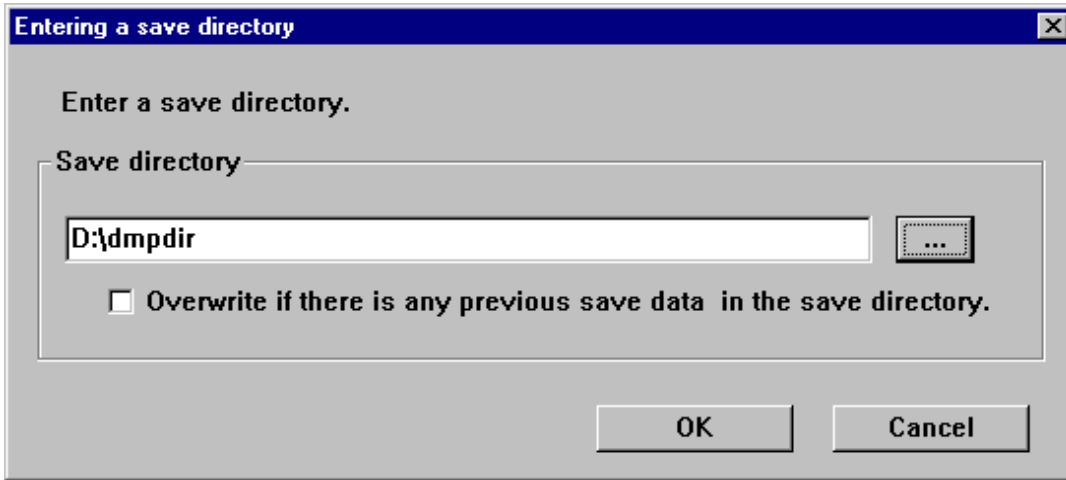 Entering a save directory
Enter a save directory.
Save directory
D:\dmpdir
...
Overwrite if there is any previous save data  in the save directory.
OK
Cancel